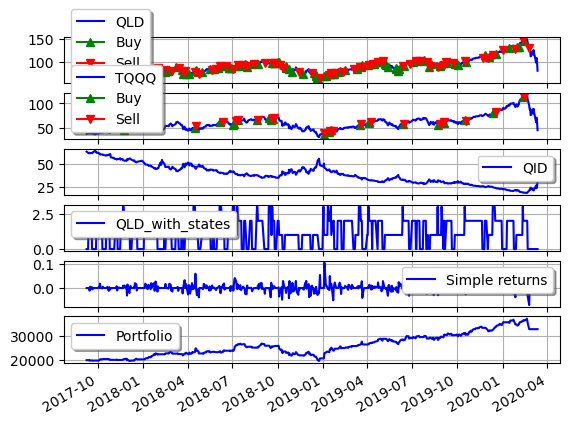 QLD
Buy
Sell
150
100
TQQQ
Buy
Sell
100
50
QID
50
25
QLD_with_states
2.5
0.0
Simple returns
0.1
0.0
Portfolio
30000
20000
2017-10
2018-01
2018-04
2018-07
2018-10
2019-01
2019-04
2019-07
2019-10
2020-01
2020-04